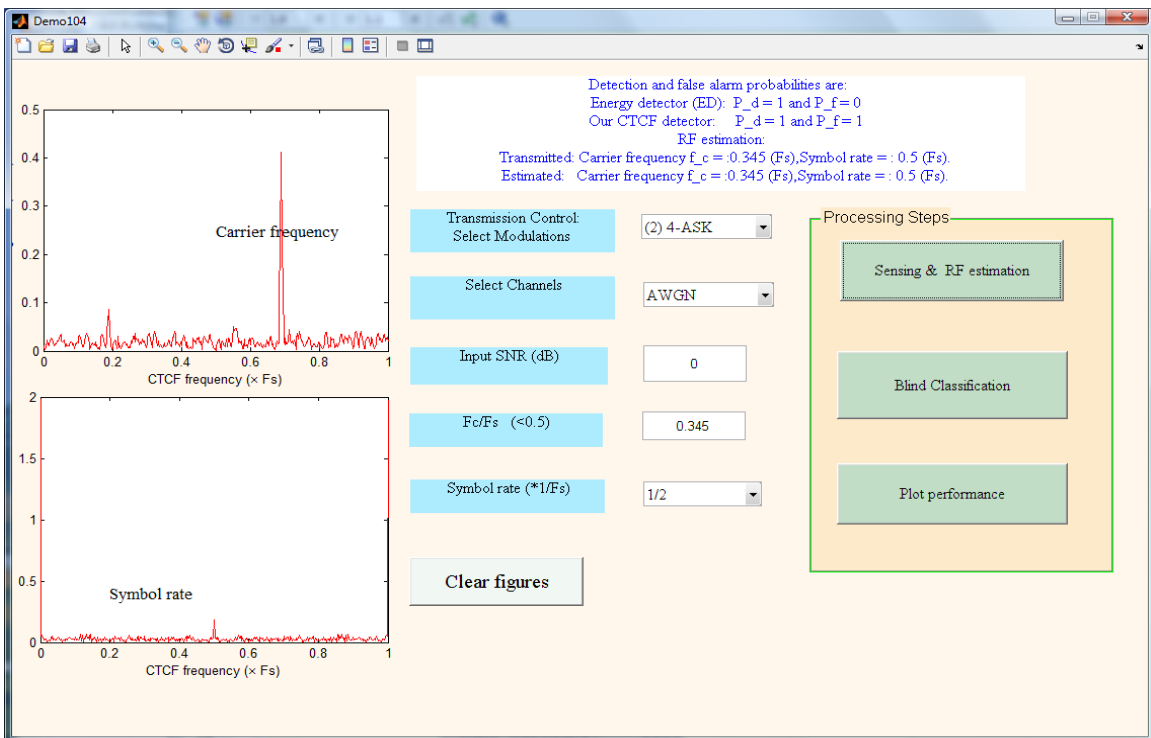 Demo104
Detection and false alarm probabilities are:
Energy detector (ED): P_d = 1 and P_f = 0
Our CTCF detector: P_d = 1 and P_f = 1
RF estimation:
Transmitted: Carrier frequency f_c = :0.345 (Fs),Symbol rate = : 0.5 (Fs).
Estimated: Carrier frequency f_c = :0.345 (Fs),Symbol rate = : 0.5 (Fs).
0.5
0.4
0.3
0.2
0.1
0
Carrier frequency
0 0.2 0.4 0.6 0.8 1
CTCF frequency (× Fs)
2
1.5
1
0.5
0
Symbol rate
0 0.2 0.4 0.6 0.8 1
CTCF frequency (× Fs)
Transmission Control:
Select Modulations
(2) 4-ASK
Select Channels
AWGN
Input SNR (dB)
0
Fc/Fs (<0.5)
0.345
Symbol rate (*1/Fs)
1/2
Clear figures
Processing Steps
Sensing & RF estimation
Blind Classification
Plot performance